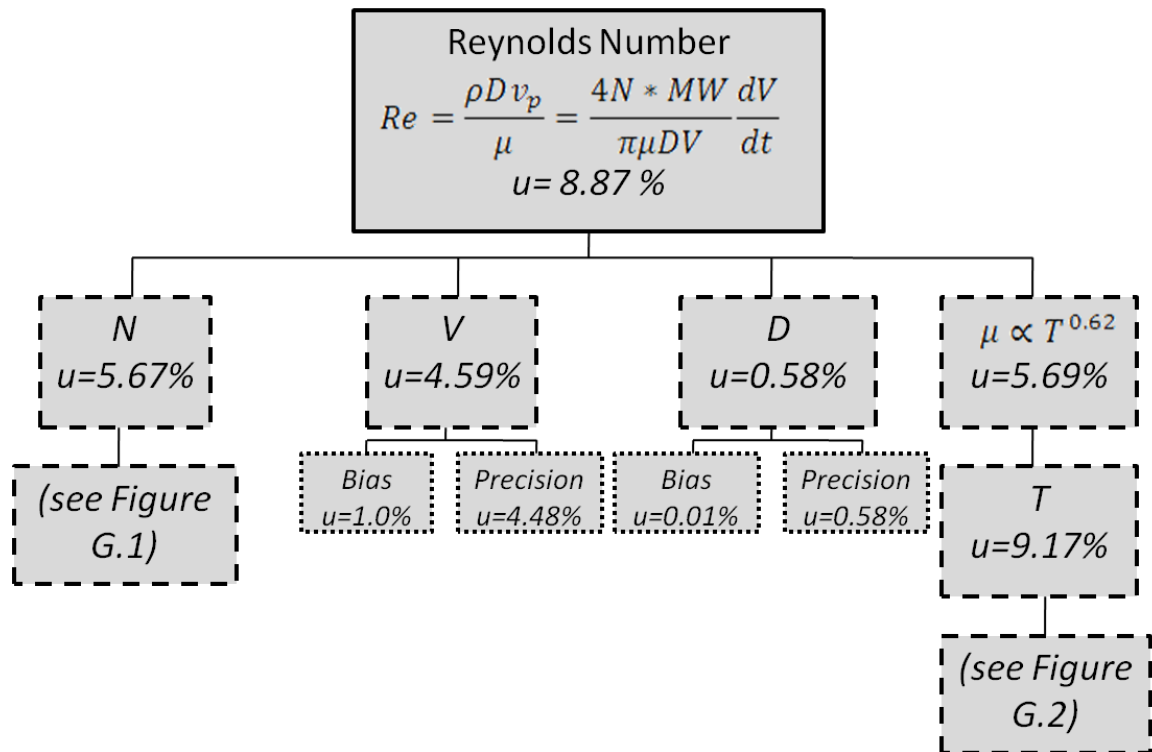 Reynolds Number
Re = ρD v_p / μ = 4N * MW / πμDV dV / dt
u= 8.87 %
N
u=5.67%
(see Figure
G.1)
V
u=4.59%
Bias
u=1.0%
Precision
u=4.48%
D
u=0.58%
Bias
u=0.01%
Precision
u=0.58%
μ ∝ T^0.62
u=5.69%
T
u=9.17%
(see Figure
G.2)